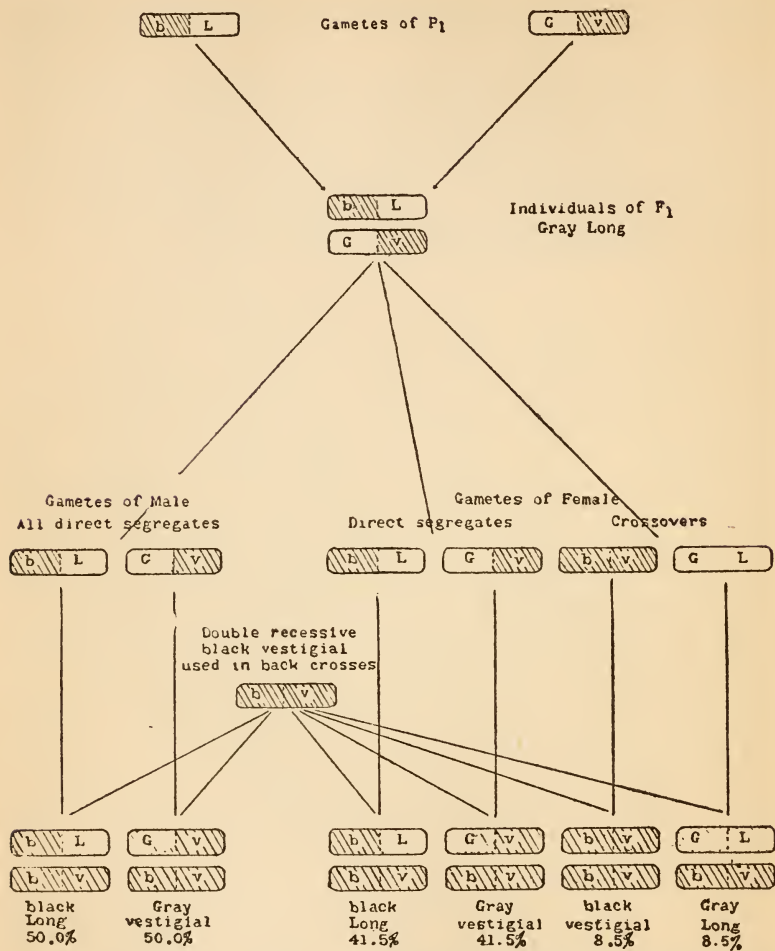 b L Gametes of P1 G v
b L
G v
Individuals of F1
Gray Long
Gametes of Male
All direct segregates
Gametes of Female
Direct segregates Crossovers
b L G v b L G v b v G L
Double recessive
black vestigial
used in back crosses
b v
b L G v b L G v b v G L
b v b v b v b v b v b v
black
Long
50.0%
Gray
vestigial
50.0%
black
Long
41.5%
Gray
vestigial
41.5%
black
vestigial
8.5%
Gray
Long
8.5%